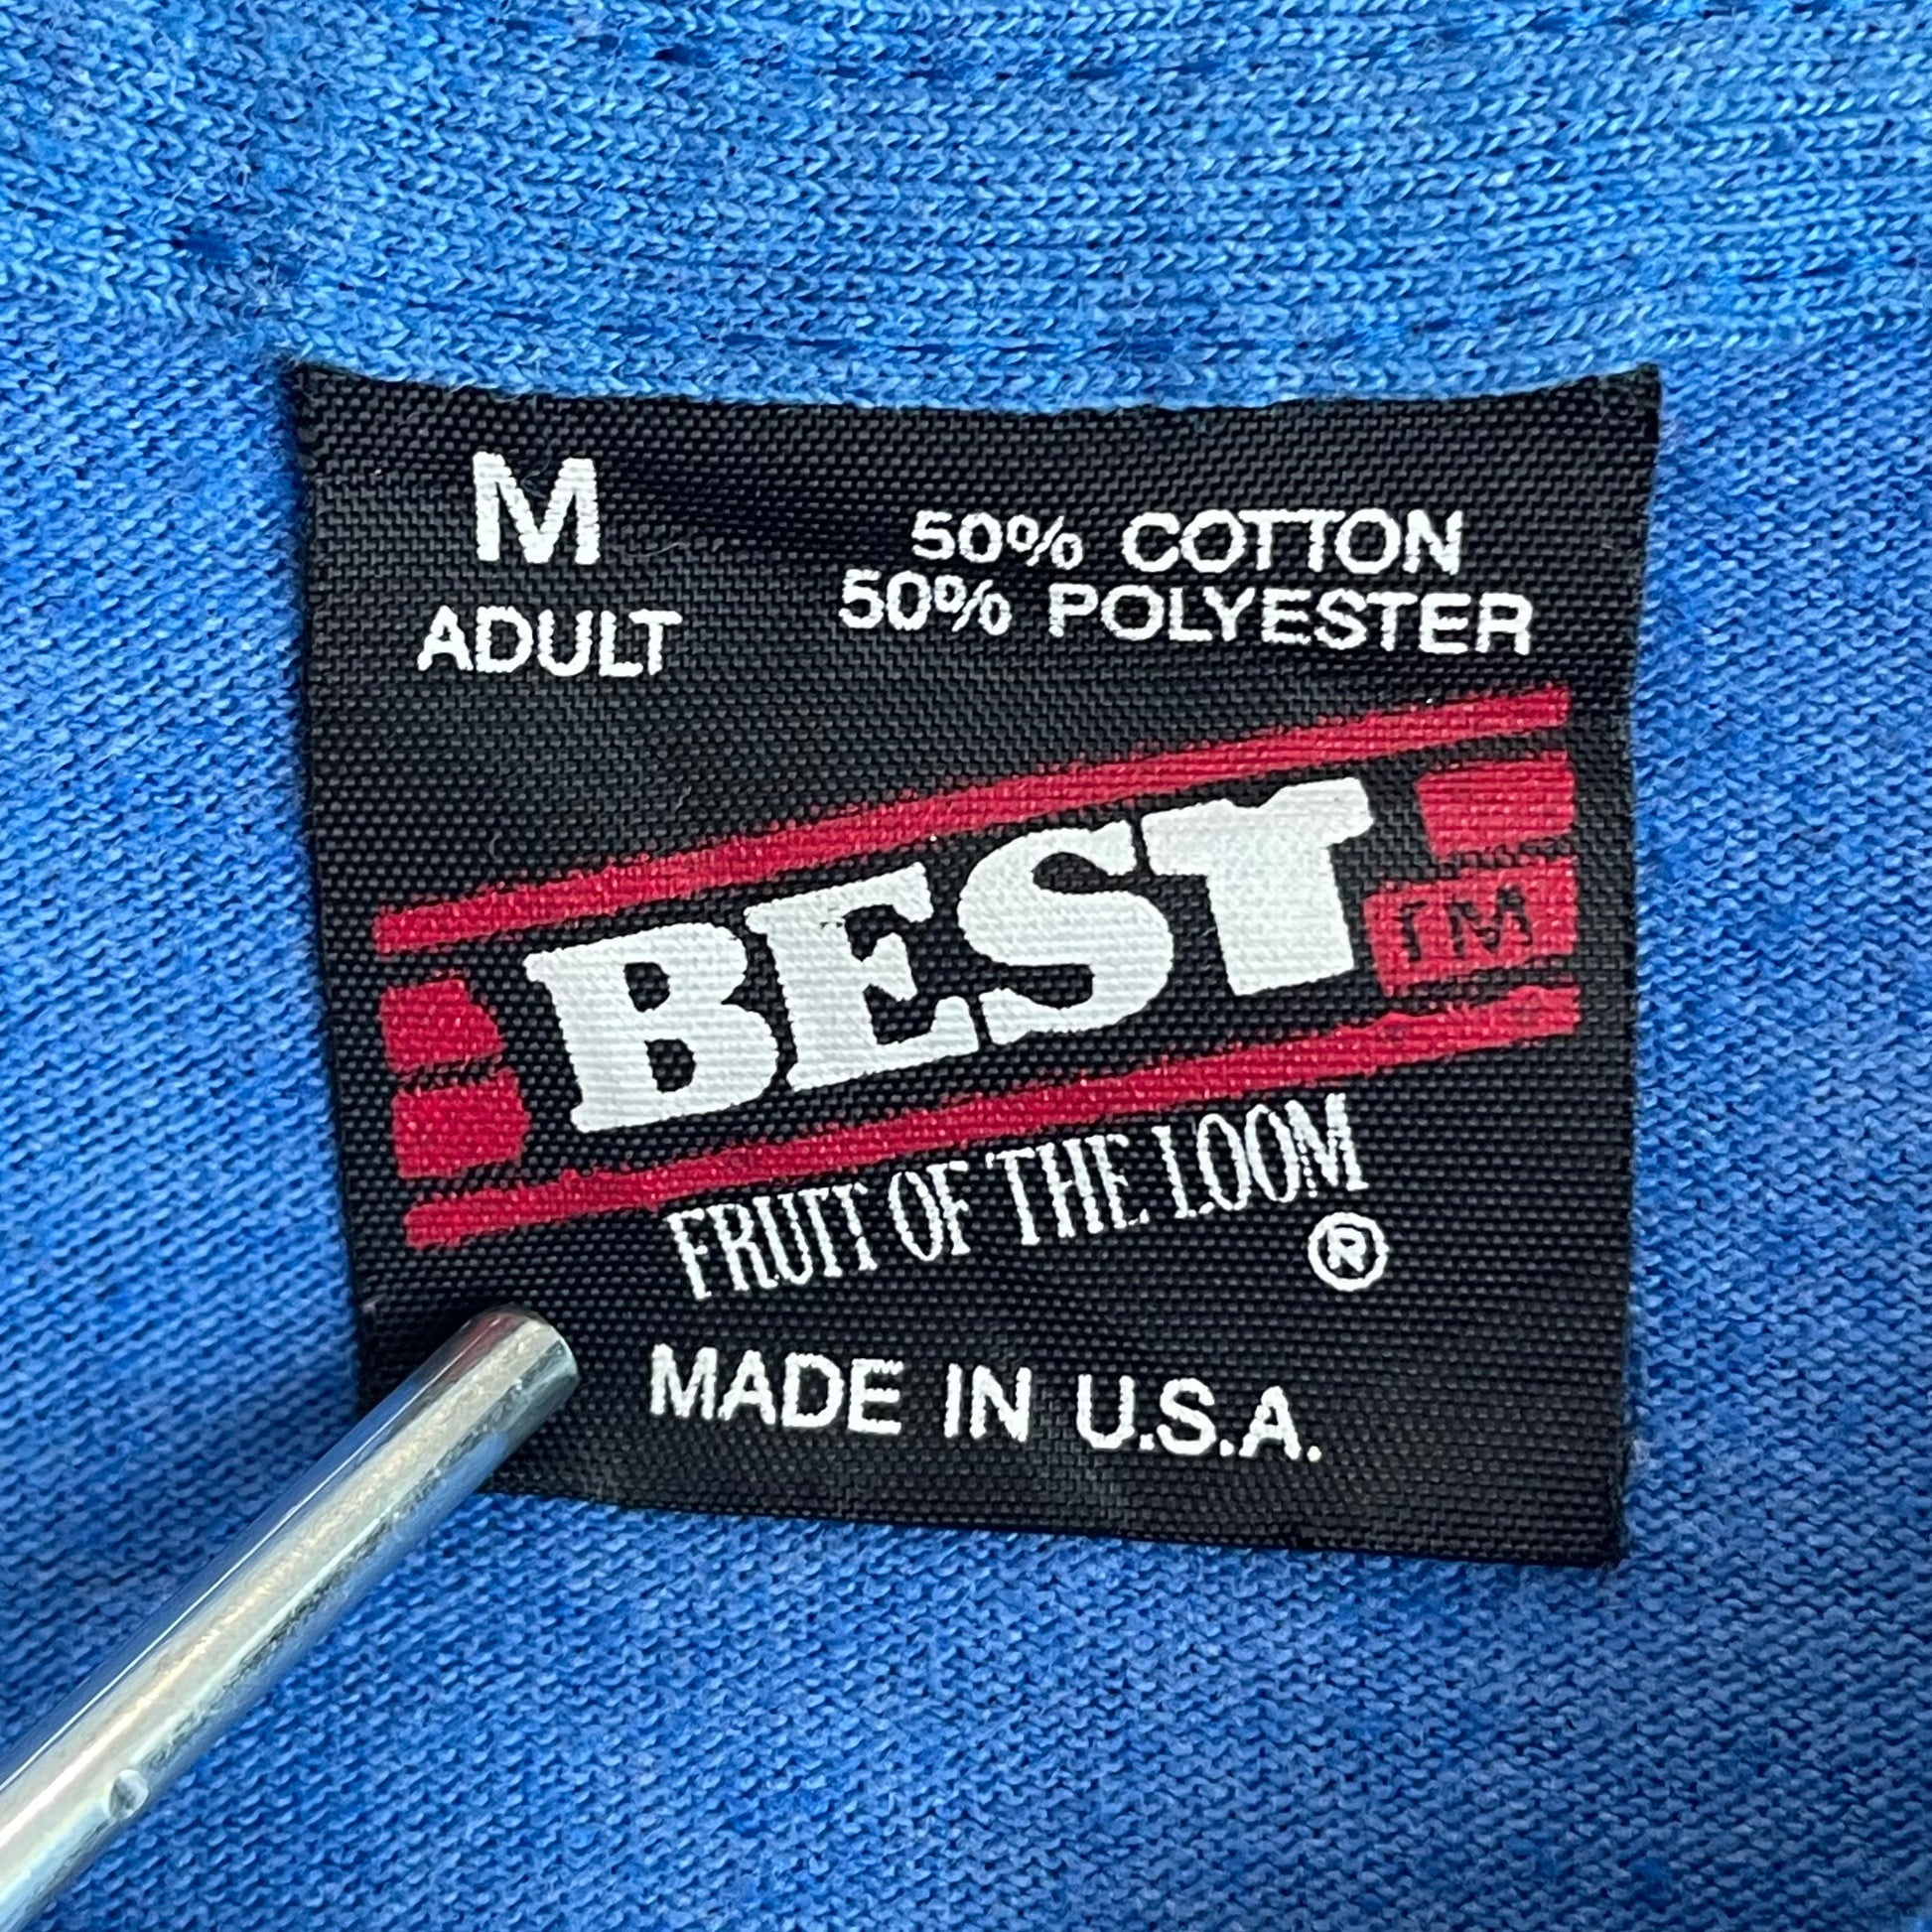 M
ADULT
50% COTTON
50% POLYESTER
BEST
TM
FRUIT OF THE LOOM
®
MADE IN U.S.A.